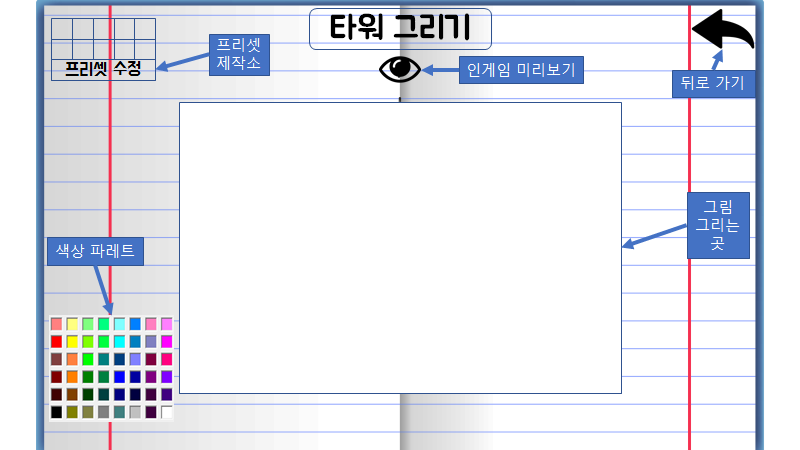 타워 그리기
프리셋
제작소
프리셋 수정
인게임 미리보기
뒤로 가기
그림
그리는
곳
색상 파레트